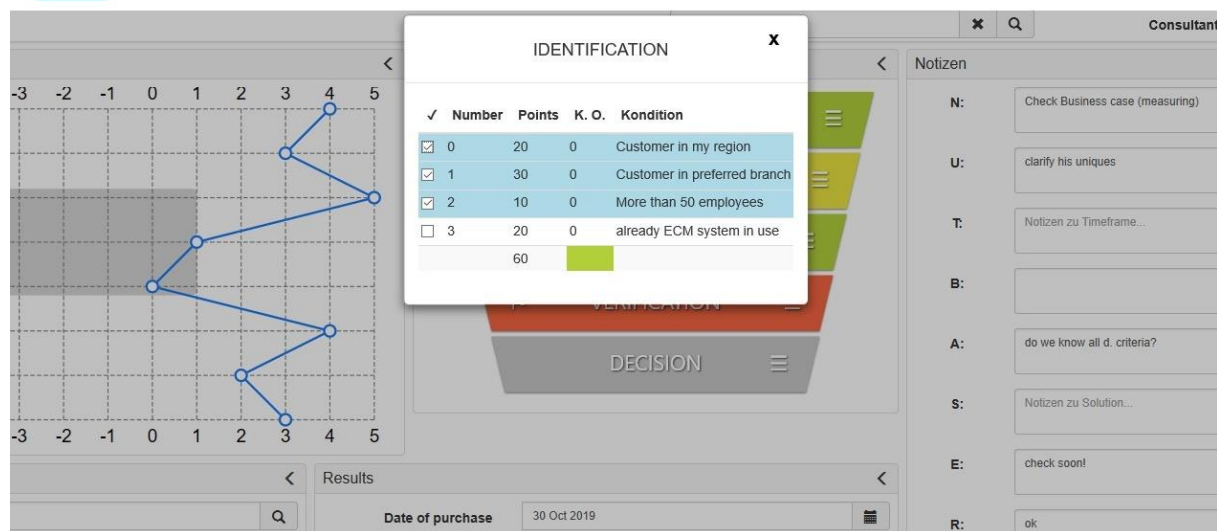 Consultant
IDENTIFICATION
x
Notizen
-3 -2 -1 0 1 2 3 4 5
✓ Number Points K. O. Kondition
0 20 0 Customer in my region
1 30 0 Customer in preferred branch
2 10 0 More than 50 employees
3 20 0 already ECM system in use
60
VERIFICATION
DECISION
-3 -2 -1 0 1 2 3 4 5
N: Check Business case (measuring)
U: clarify his uniques
T: Notizen zu Timeframe...
B:
A: do we know all d. criteria?
S: Notizen zu Solution...
E: check soon!
R: ok
Results
Date of purchase 30 Oct 2019